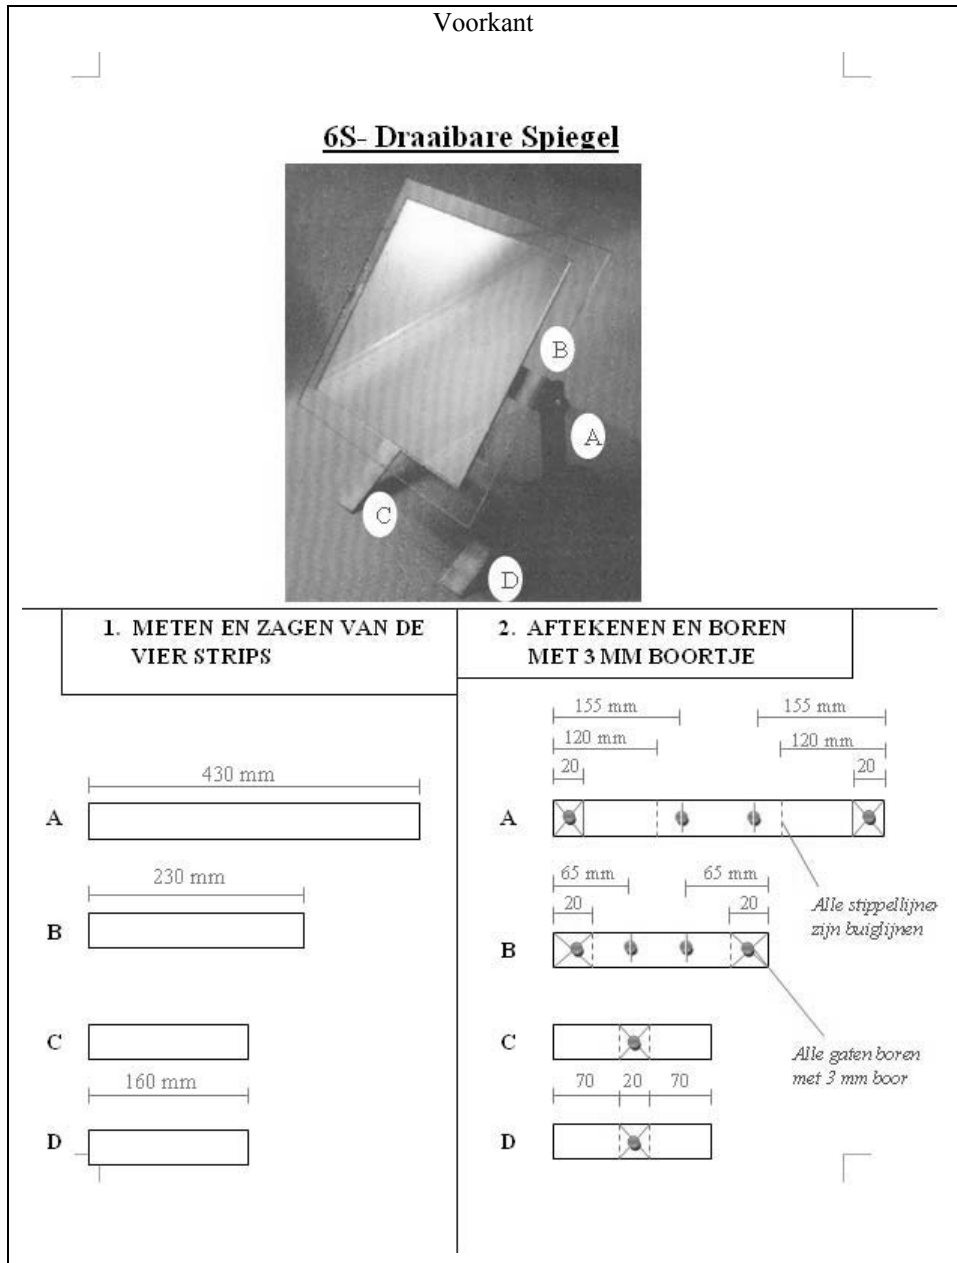 Voorkant
6S- Draaibare Spiegel
B
A
C
D
1. METEN EN ZAGEN VAN DE
VIER STRIPS
430 mm
A
230 mm
B
C
160 mm
D
2. AFTEKENEN EN BOREN
MET 3 MM BOORTJE
155 mm 155 mm
120 mm 120 mm
20 20
A
65 mm 65 mm
20 20
Alle stippellijnen
zijn buiglijnen
B
C
Alle gaten boren
met 3 mm boor
70 20 70
D